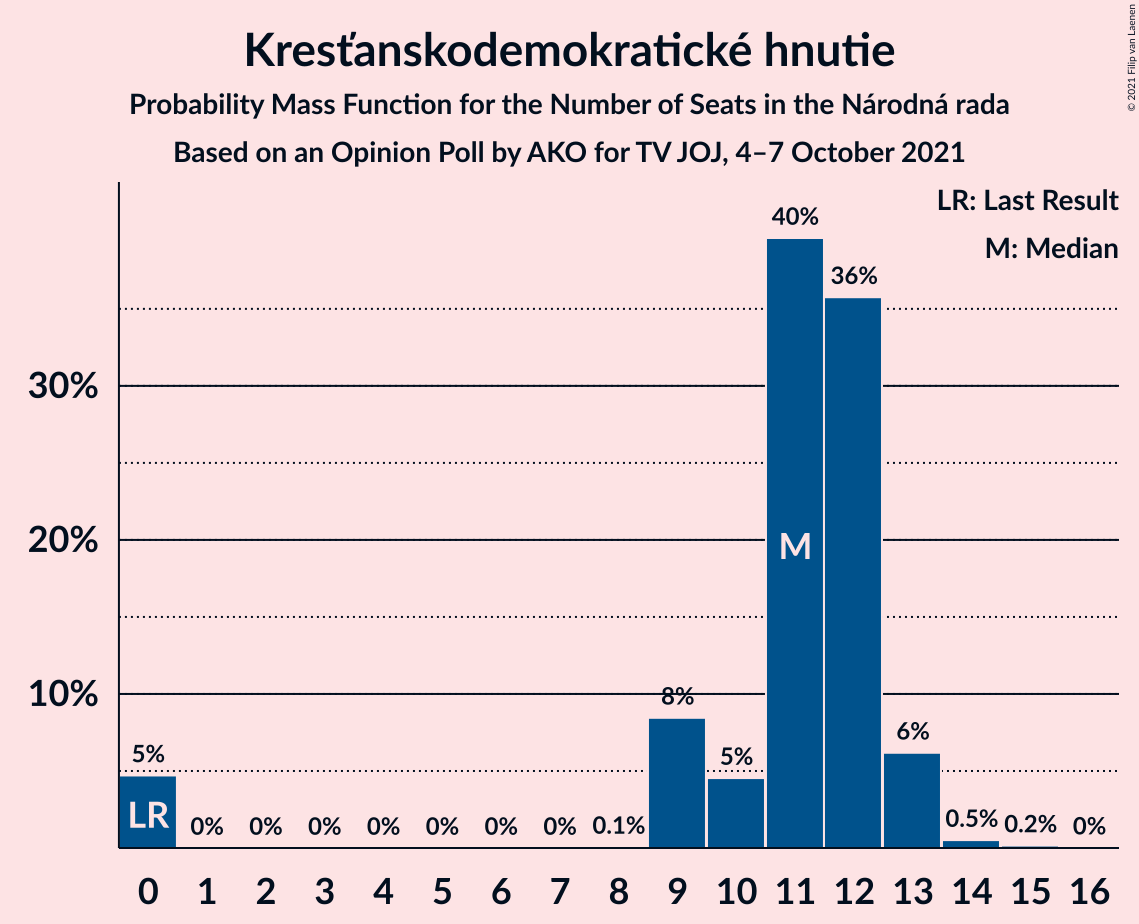 Kresťanskodemokratické hnutie
Probability Mass Function for the Number of Seats in the Národná rada
Based on an Opinion Poll by AKO for TV JOJ, 4–7 October 2021
© 2021 Filip van Laenen
LR: Last Result
M: Median
40%
36%
30%
20%
M
10%
8%
6%
5%
5%
LR
0%
0%
0%
0%
0%
0%
0%
0.1%
0.5%
0.2%
0%
0 1 2 3 4 5 6 7 8 9 10 11 12 13 14 15 16